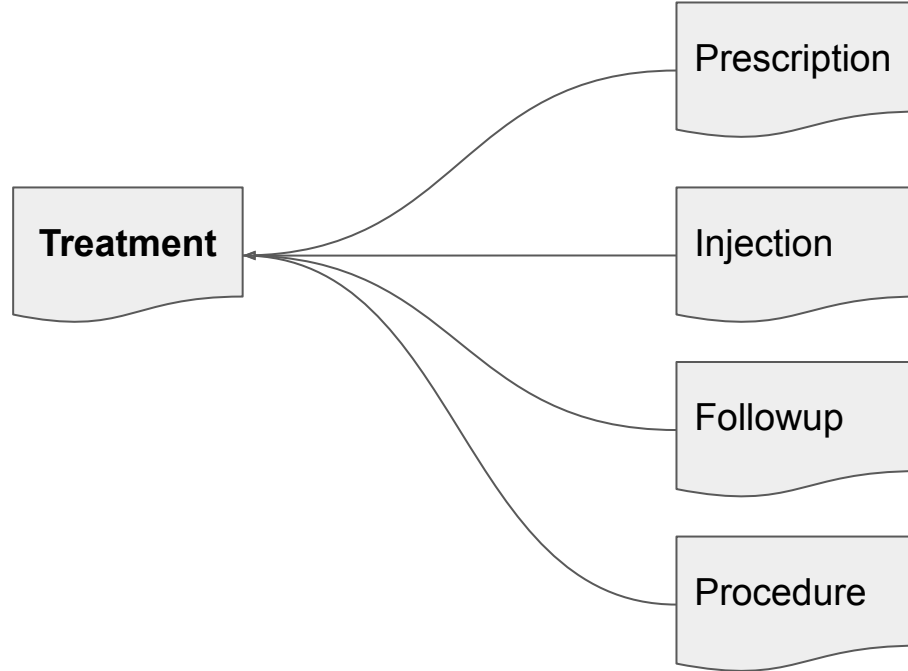 Prescription
Treatment
Injection
Followup
Procedure